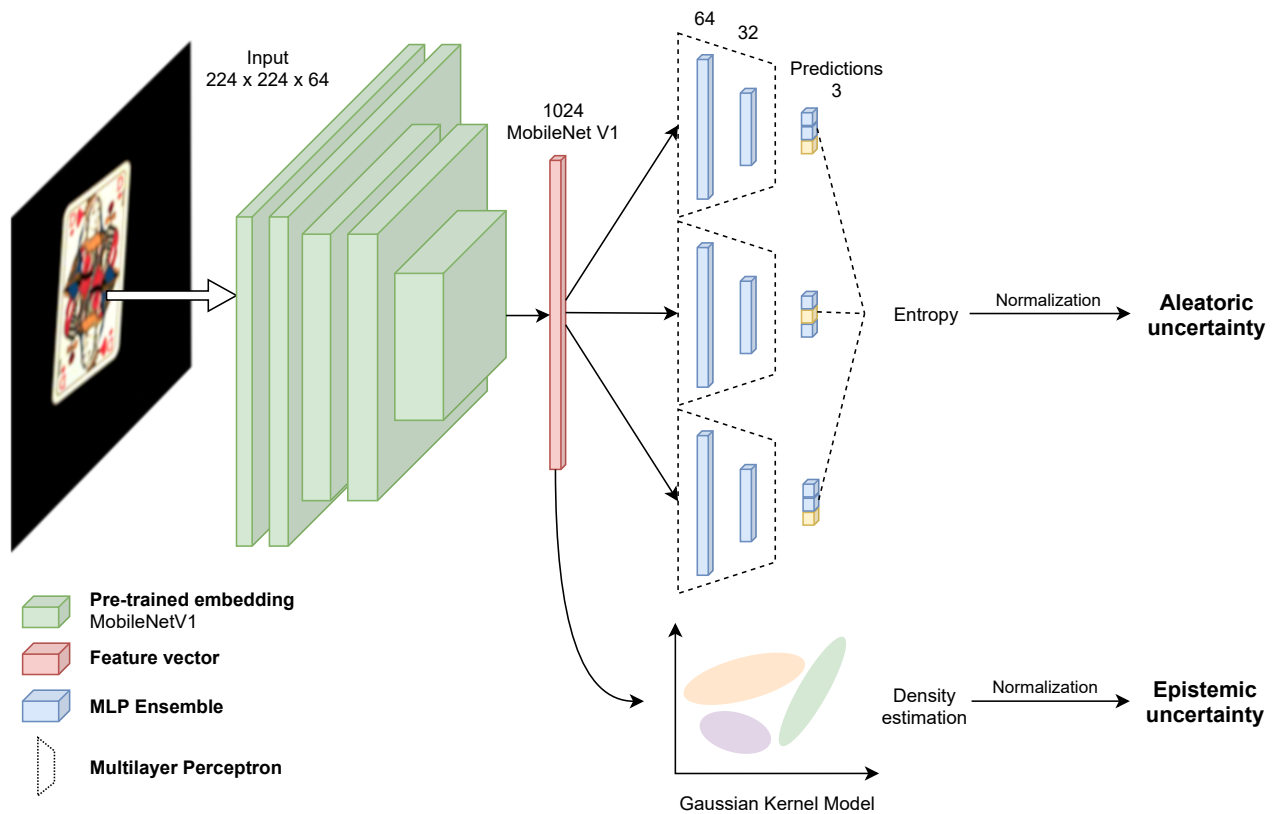 Input
224 x 224 x 64
1024
MobileNet V1
64
32
Predictions
3
Entropy
Normalization
Aleatoric
uncertainty
Pre-trained embedding
MobileNetV1
Feature vector
MLP Ensemble
Multilayer Perceptron
Gaussian Kernel Model
Density
estimation
Normalization
Epistemic
uncertainty